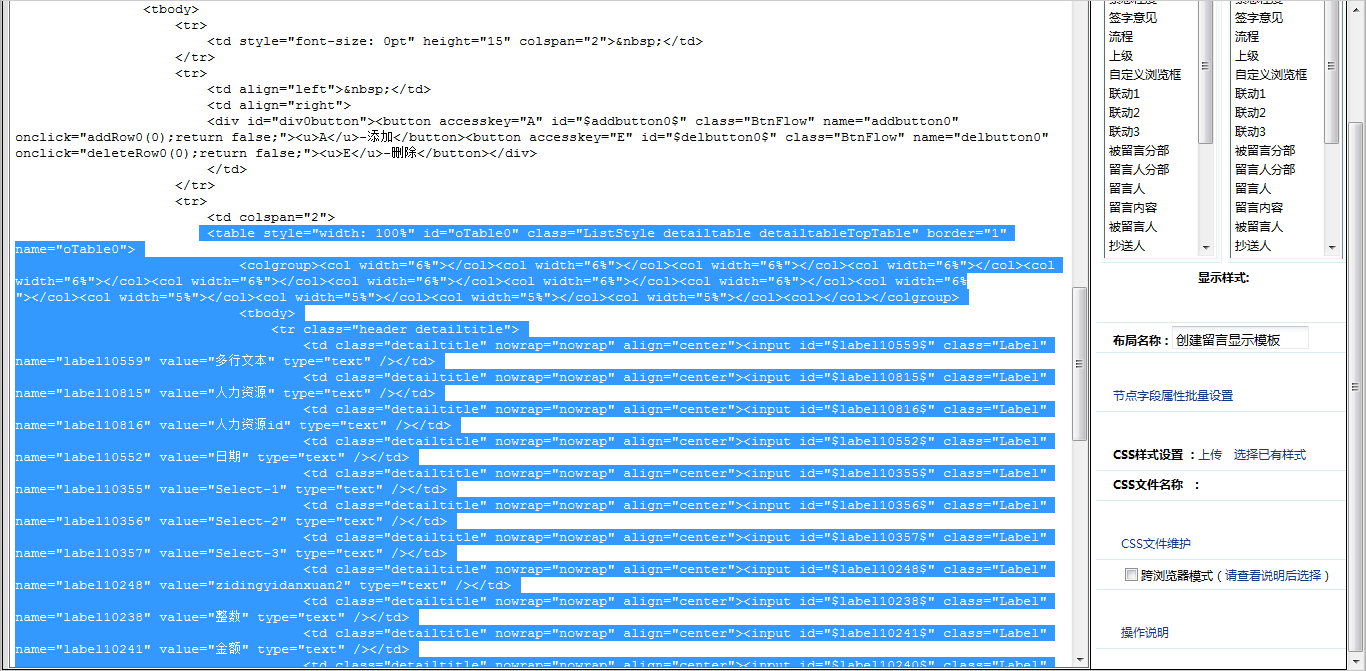 <tbody>
<tr>
<td style="font-size: 0pt" height="15" colspan="2">&nbsp;</td>
</tr>
<tr>
<td align="left">&nbsp;</td>
<td align="right">
<div id="div0button"><button accesskey="A" id="$addbutton0$" class="BtnFlow" name="addbutton0"
onclick="addRow0(0);return false;"><u>A</u>-添加</button><button accesskey="E" id="$delbutton0$" class="BtnFlow" name="delbutton0"
onclick="deleteRow0(0);return false;"><u>E</u>-删除</button></div>
</td>
</tr>
<tr>
<td colspan="2">
<table style="width: 100%" id="oTable0" class="ListStyle detailtable detailtableTopTable" border="1"
name="oTable0">
<colgroup><col width="6%"></col><col width="6%"></col><col width="6%"></col><col width="6%"></col><col
width="6%"></col><col width="6%"></col><col width="6%"></col><col width="6%"></col><col width="6%
"></col><col width="5%"></col><col width="5%"></col><col width="5%"></col><col></col></colgroup>
<tbody>
<tr class="header detailtitle">
<td class="detailtitle" nowrap="nowrap" align="center"><input id="$label10559$" class="Label"
name="label10559" value="多行文本" type="text" /></td>
<td class="detailtitle" nowrap="nowrap" align="center"><input id="$label10815$" class="Label"
name="label10815" value="人力资源" type="text" /></td>
<td class="detailtitle" nowrap="nowrap" align="center"><input id="$label10816$" class="Label"
name="label10816" value="人力资源id" type="text" /></td>
<td class="detailtitle" nowrap="nowrap" align="center"><input id="$label10552$" class="Label"
name="label10552" value="日期" type="text" /></td>
<td class="detailtitle" nowrap="nowrap" align="center"><input id="$label10355$" class="Label"
name="label10355" value="Select-1" type="text" /></td>
<td class="detailtitle" nowrap="nowrap" align="center"><input id="$label10356$" class="Label"
name="label10356" value="Select-2" type="text" /></td>
<td class="detailtitle" nowrap="nowrap" align="center"><input id="$label10357$" class="Label"
name="label10357" value="Select-3" type="text" /></td>
<td class="detailtitle" nowrap="nowrap" align="center"><input id="$label10248$" class="Label"
name="label10248" value="zidingyidanxuan2" type="text" /></td>
<td class="detailtitle" nowrap="nowrap" align="center"><input id="$label10238$" class="Label"
name="label10238" value="整数" type="text" /></td>
<td class="detailtitle" nowrap="nowrap" align="center"><input id="$label10241$" class="Label"
name="label10241" value="金额" type="text" /></td>
<td class="detailtitle" nowrap="nowrap" align="center"><input id="$label10240$" class="Label"
签字意见
流程
上级
自定义浏览框
联动1
联动2
联动3
被留言分部
留言人分部
留言人
留言内容
被留言人
抄送人
签字意见
流程
上级
自定义浏览框
联动1
联动2
联动3
被留言分部
留言人分部
留言人
留言内容
被留言人
抄送人
显示样式:
布局名称： 创建留言显示模板
节点字段属性批量设置
CSS样式设置 ：上传 选择已有样式
CSS文件名称 ：
CSS文件维护
跨浏览器模式（请查看说明后选择）
操作说明